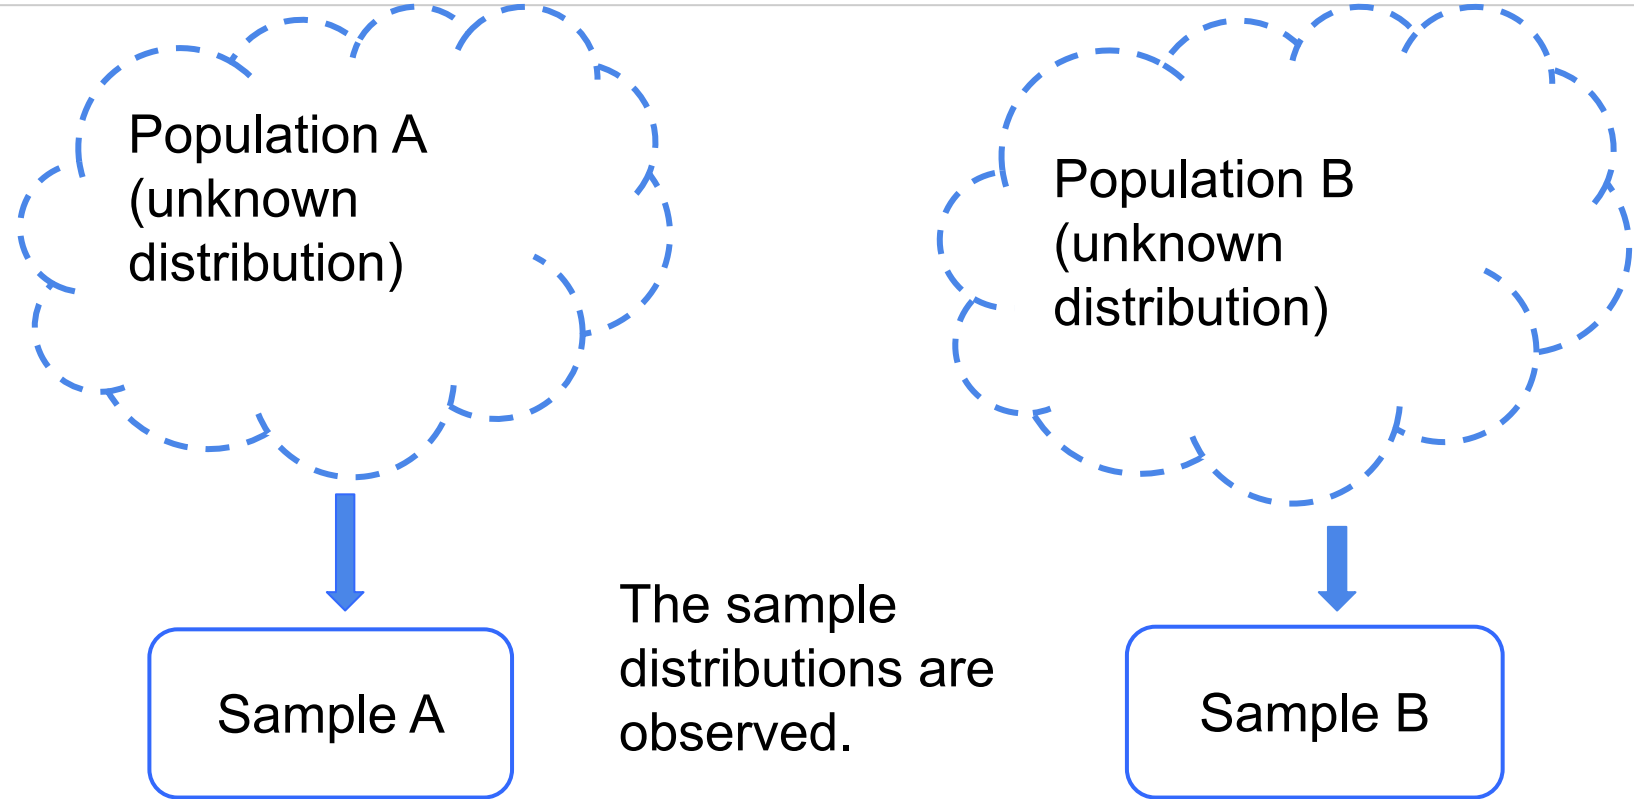 Population A
(unknown
distribution)
Population B
(unknown
distribution)
The sample
distributions are
observed.
Sample A
Sample B